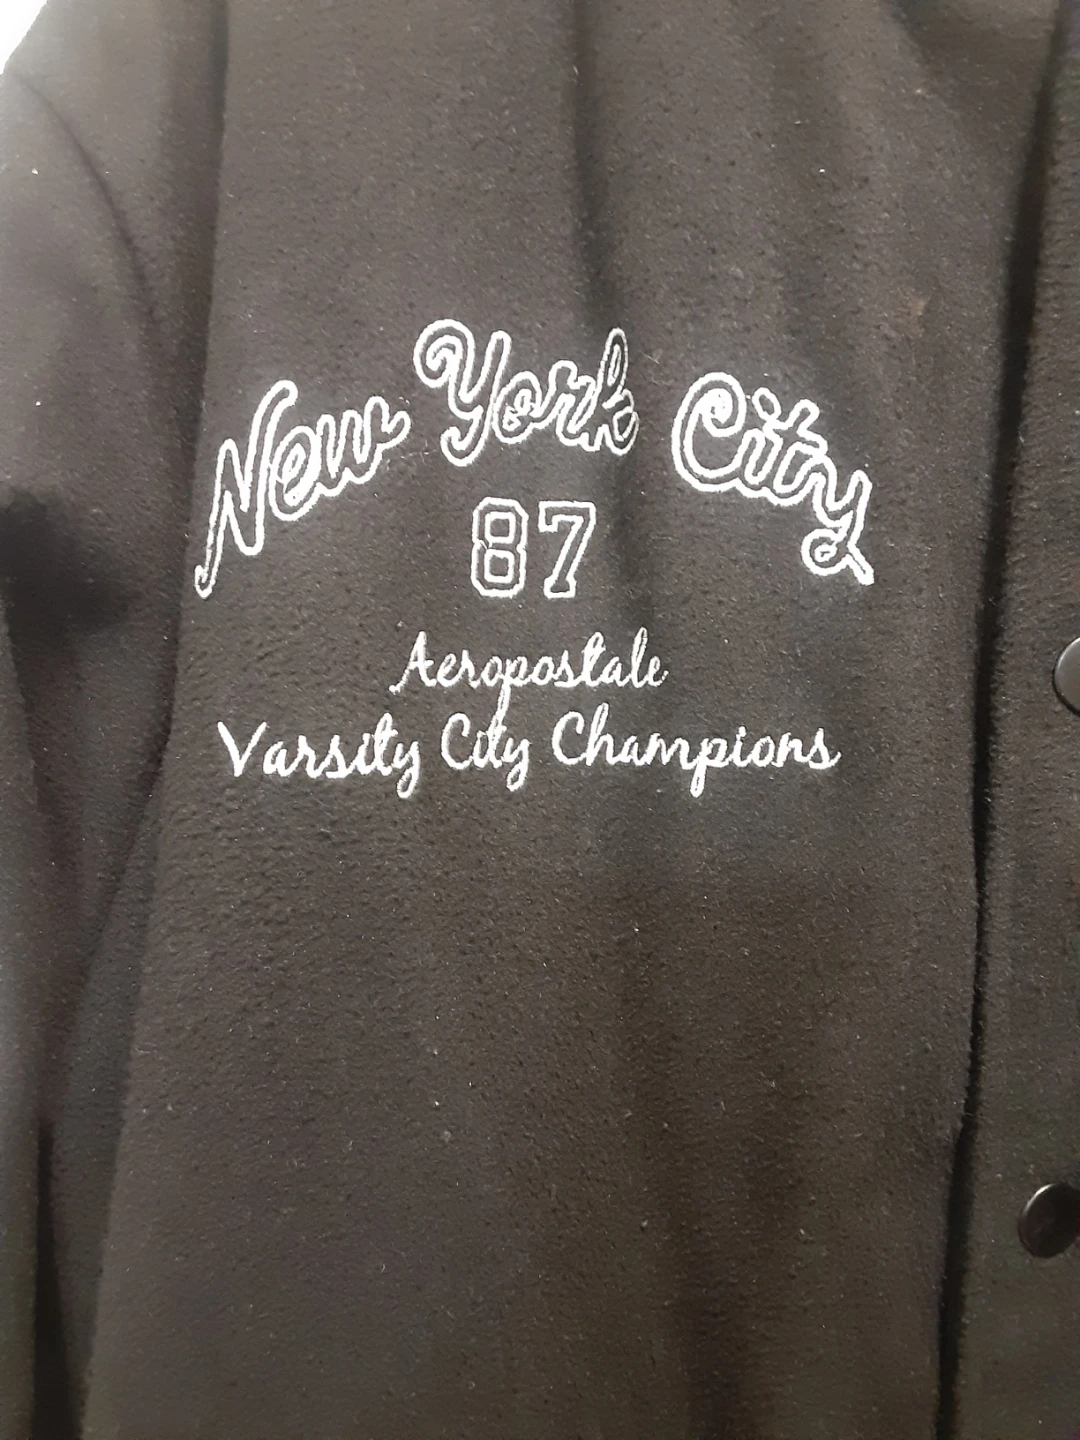 New York City
87
Aeropostale
Varsity City Champions